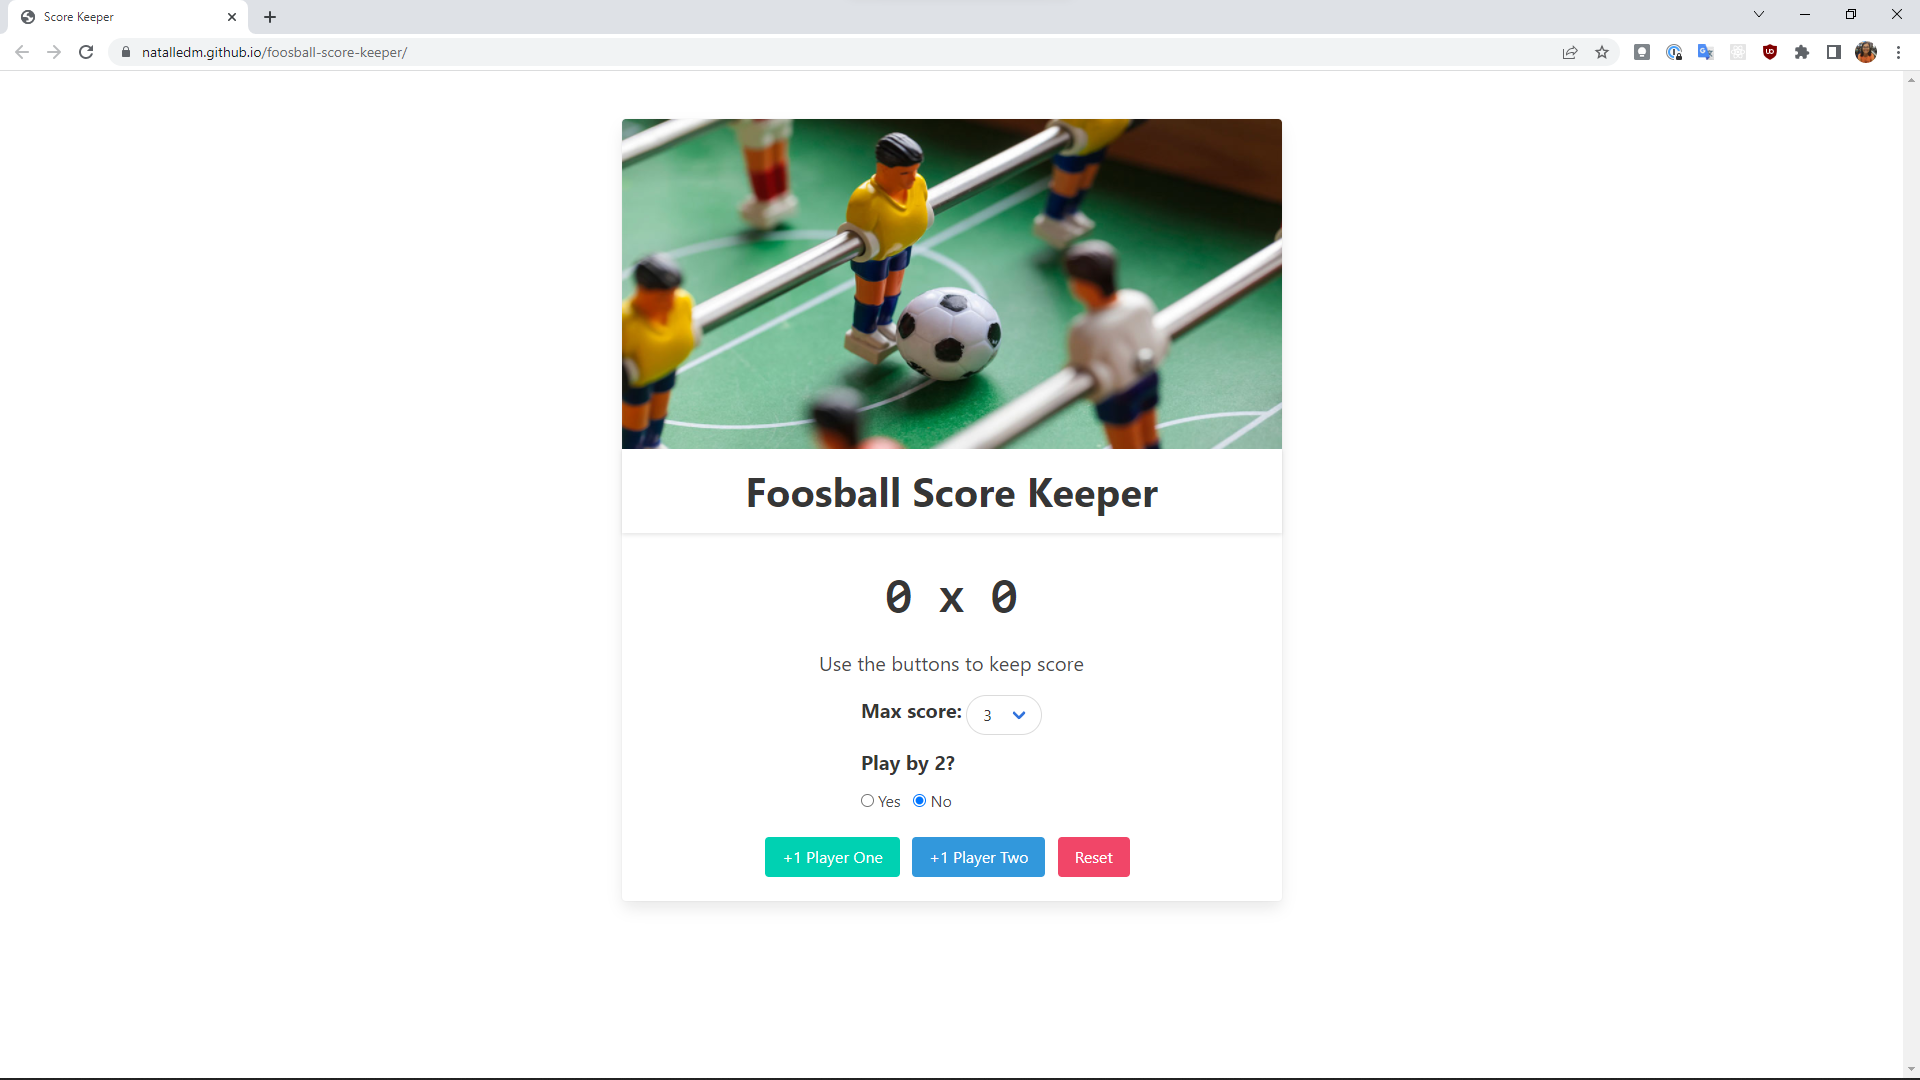 Score Keeper
natalledm.github.io/foosball-score-keeper/
Foosball Score Keeper
0 x 0
Use the buttons to keep score
Max score: 3
Play by 2?
Yes No
+1 Player One +1 Player Two Reset